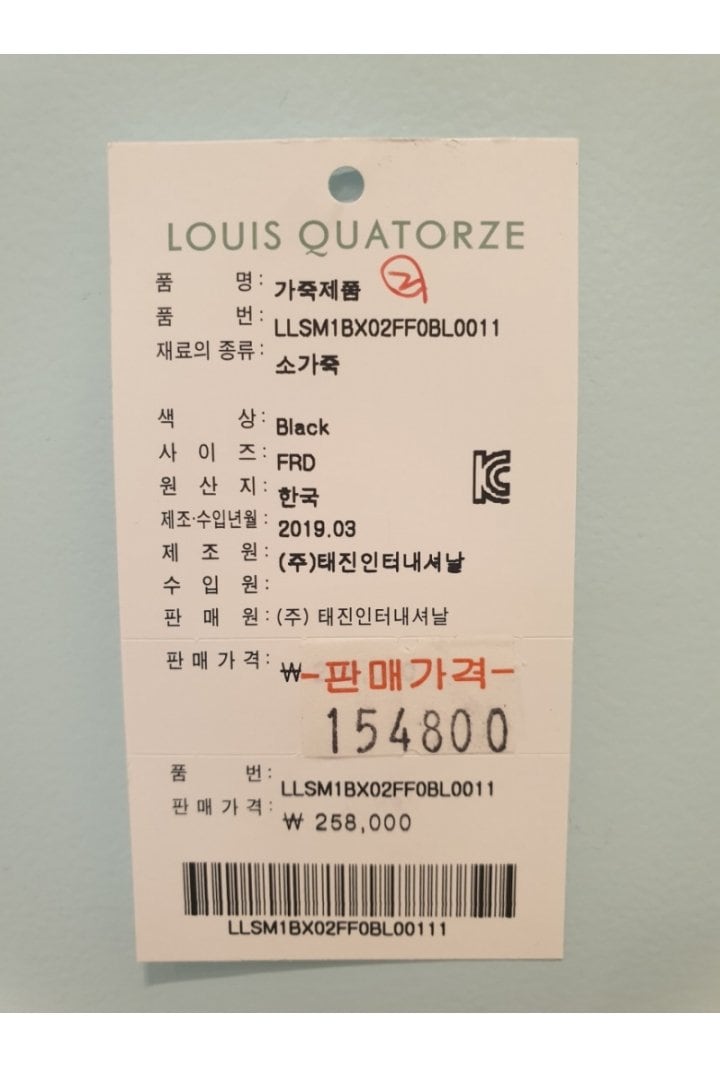 LOUIS QUATORZE
품 명: 가죽제품
품 번: LLSM1BX02FF0BL0011
재료의 종류: 소가죽
색 상: Black
사 이 즈: FRD
원 산 지: 한국
제조·수입년월: 2019.03
제 조 원: (주)태진인터내셔날
수 입 원:
판 매 원: (주) 태진인터내셔날
판 매 가 격: ₩ -판매가격-
154800
품 번: LLSM1BX02FF0BL0011
판 매 가 격: ₩ 258,000
LLSM1BX02FF0BL00111